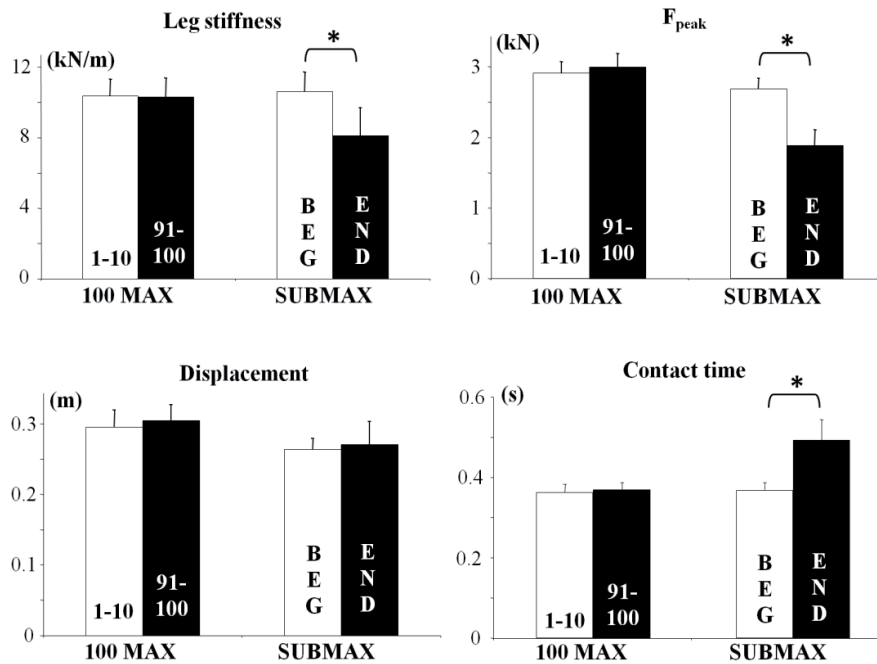 Leg stiffness
(kN/m)
*
12
8
4
0
1-10
91-
100
B
E
G
E
N
D
100 MAX
SUBMAX
Fpeak
(kN)
*
3
2
1
0
1-10
91-
100
B
E
G
E
N
D
100 MAX
SUBMAX
Displacement
(m)
0.3
0.2
0.1
0
1-10
91-
100
B
E
G
E
N
D
100 MAX
SUBMAX
Contact time
(s)
*
0.6
0.4
0.2
0
1-10
91-
100
B
E
G
E
N
D
100 MAX
SUBMAX